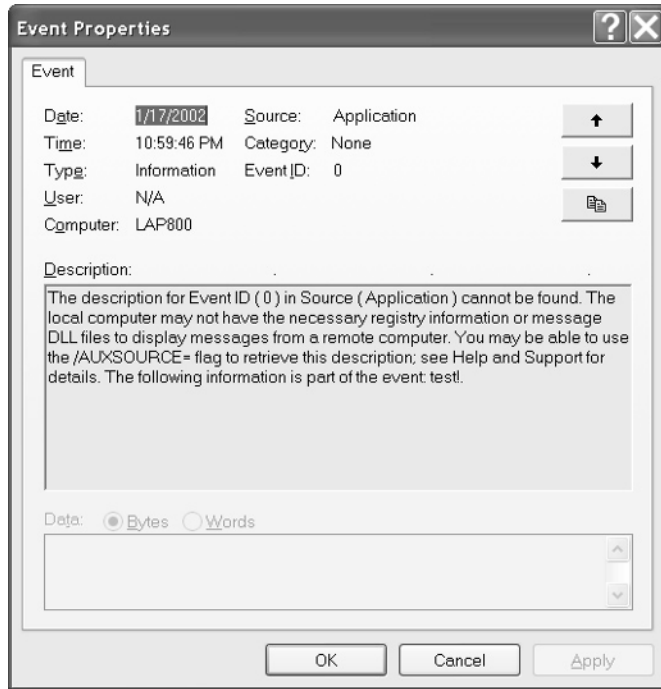 Event Properties
Event
Date: 1/17/2002 Source: Application
Time: 10:59:46 PM Category: None
Type: Information Event ID: 0
User: N/A
Computer: LAP800
Description:
The description for Event ID ( 0 ) in Source ( Application ) cannot be found. The
local computer may not have the necessary registry information or message
DLL files to display messages from a remote computer. You may be able to use
the /AUXSOURCE= flag to retrieve this description; see Help and Support for
details. The following information is part of the event: test!.
Data: Bytes Words
OK Cancel Apply